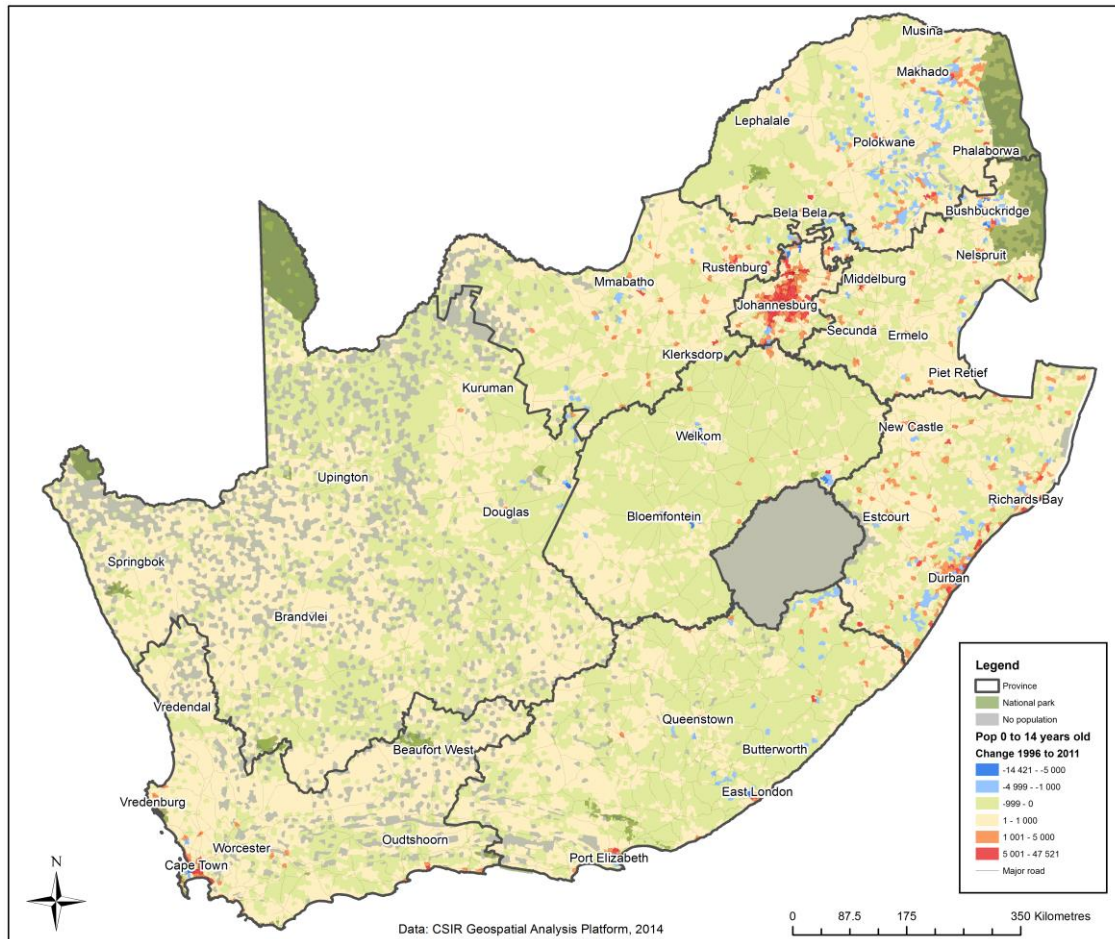 Musina
Makhado
Lephalale
Polokwane
Phalaborwa
Bela Bela
Bushbuckridge
Nelspruit
Rustenburg
Middelburg
Mmabatho
Johannesburg
Secunda
Ermelo
Klerksdorp
Piet Retief
Kuruman
New Castle
Welkom
Upington
Richards Bay
Douglas
Bloemfontein
Estcourt
Springbok
Durban
Brandvlei
Vredendal
Queenstown
Beaufort West
Butterworth
East London
Vredenburg
Oudtshoorn
Worcester
Port Elizabeth
Cape Town
Legend
Province
National park
No population
Pop 0 to 14 years old
Change 1996 to 2011
-14 421 - -5 000
-4 999 - -1 000
-999 - 0
1 - 1 000
1 001 - 5 000
5 001 - 47 521
Major road
N
Data: CSIR Geospatial Analysis Platform, 2014
0 87.5 175 350 Kilometres